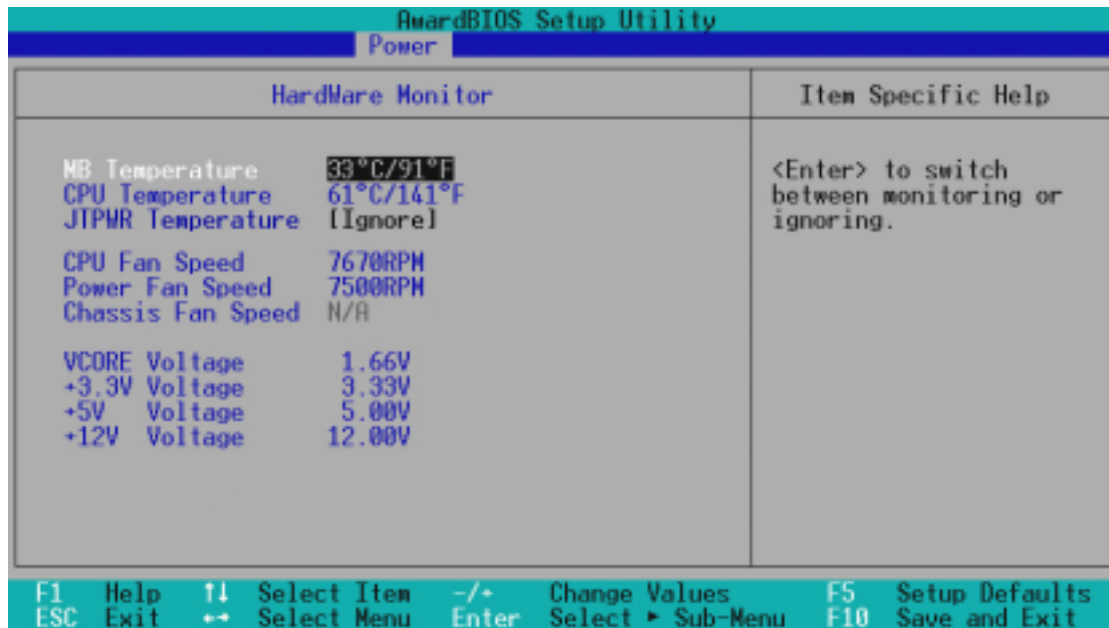 AwardBIOS Setup Utility
Power
HardWare Monitor
Item Specific Help
MB Temperature 33°C/91°F
CPU Temperature 61°C/141°F
JTPWR Temperature [Ignore]
CPU Fan Speed 7670RPM
Power Fan Speed 7500RPM
Chassis Fan Speed N/A
VCORE Voltage 1.66V
+3.3V Voltage 3.33V
+5V Voltage 5.00V
+12V Voltage 12.00V
<Enter> to switch
between monitoring or
ignoring.
F1 Help ↑↓ Select Item -/+ Change Values F5 Setup Defaults
ESC Exit ←→ Select Menu Enter Select ► Sub-Menu F10 Save and Exit